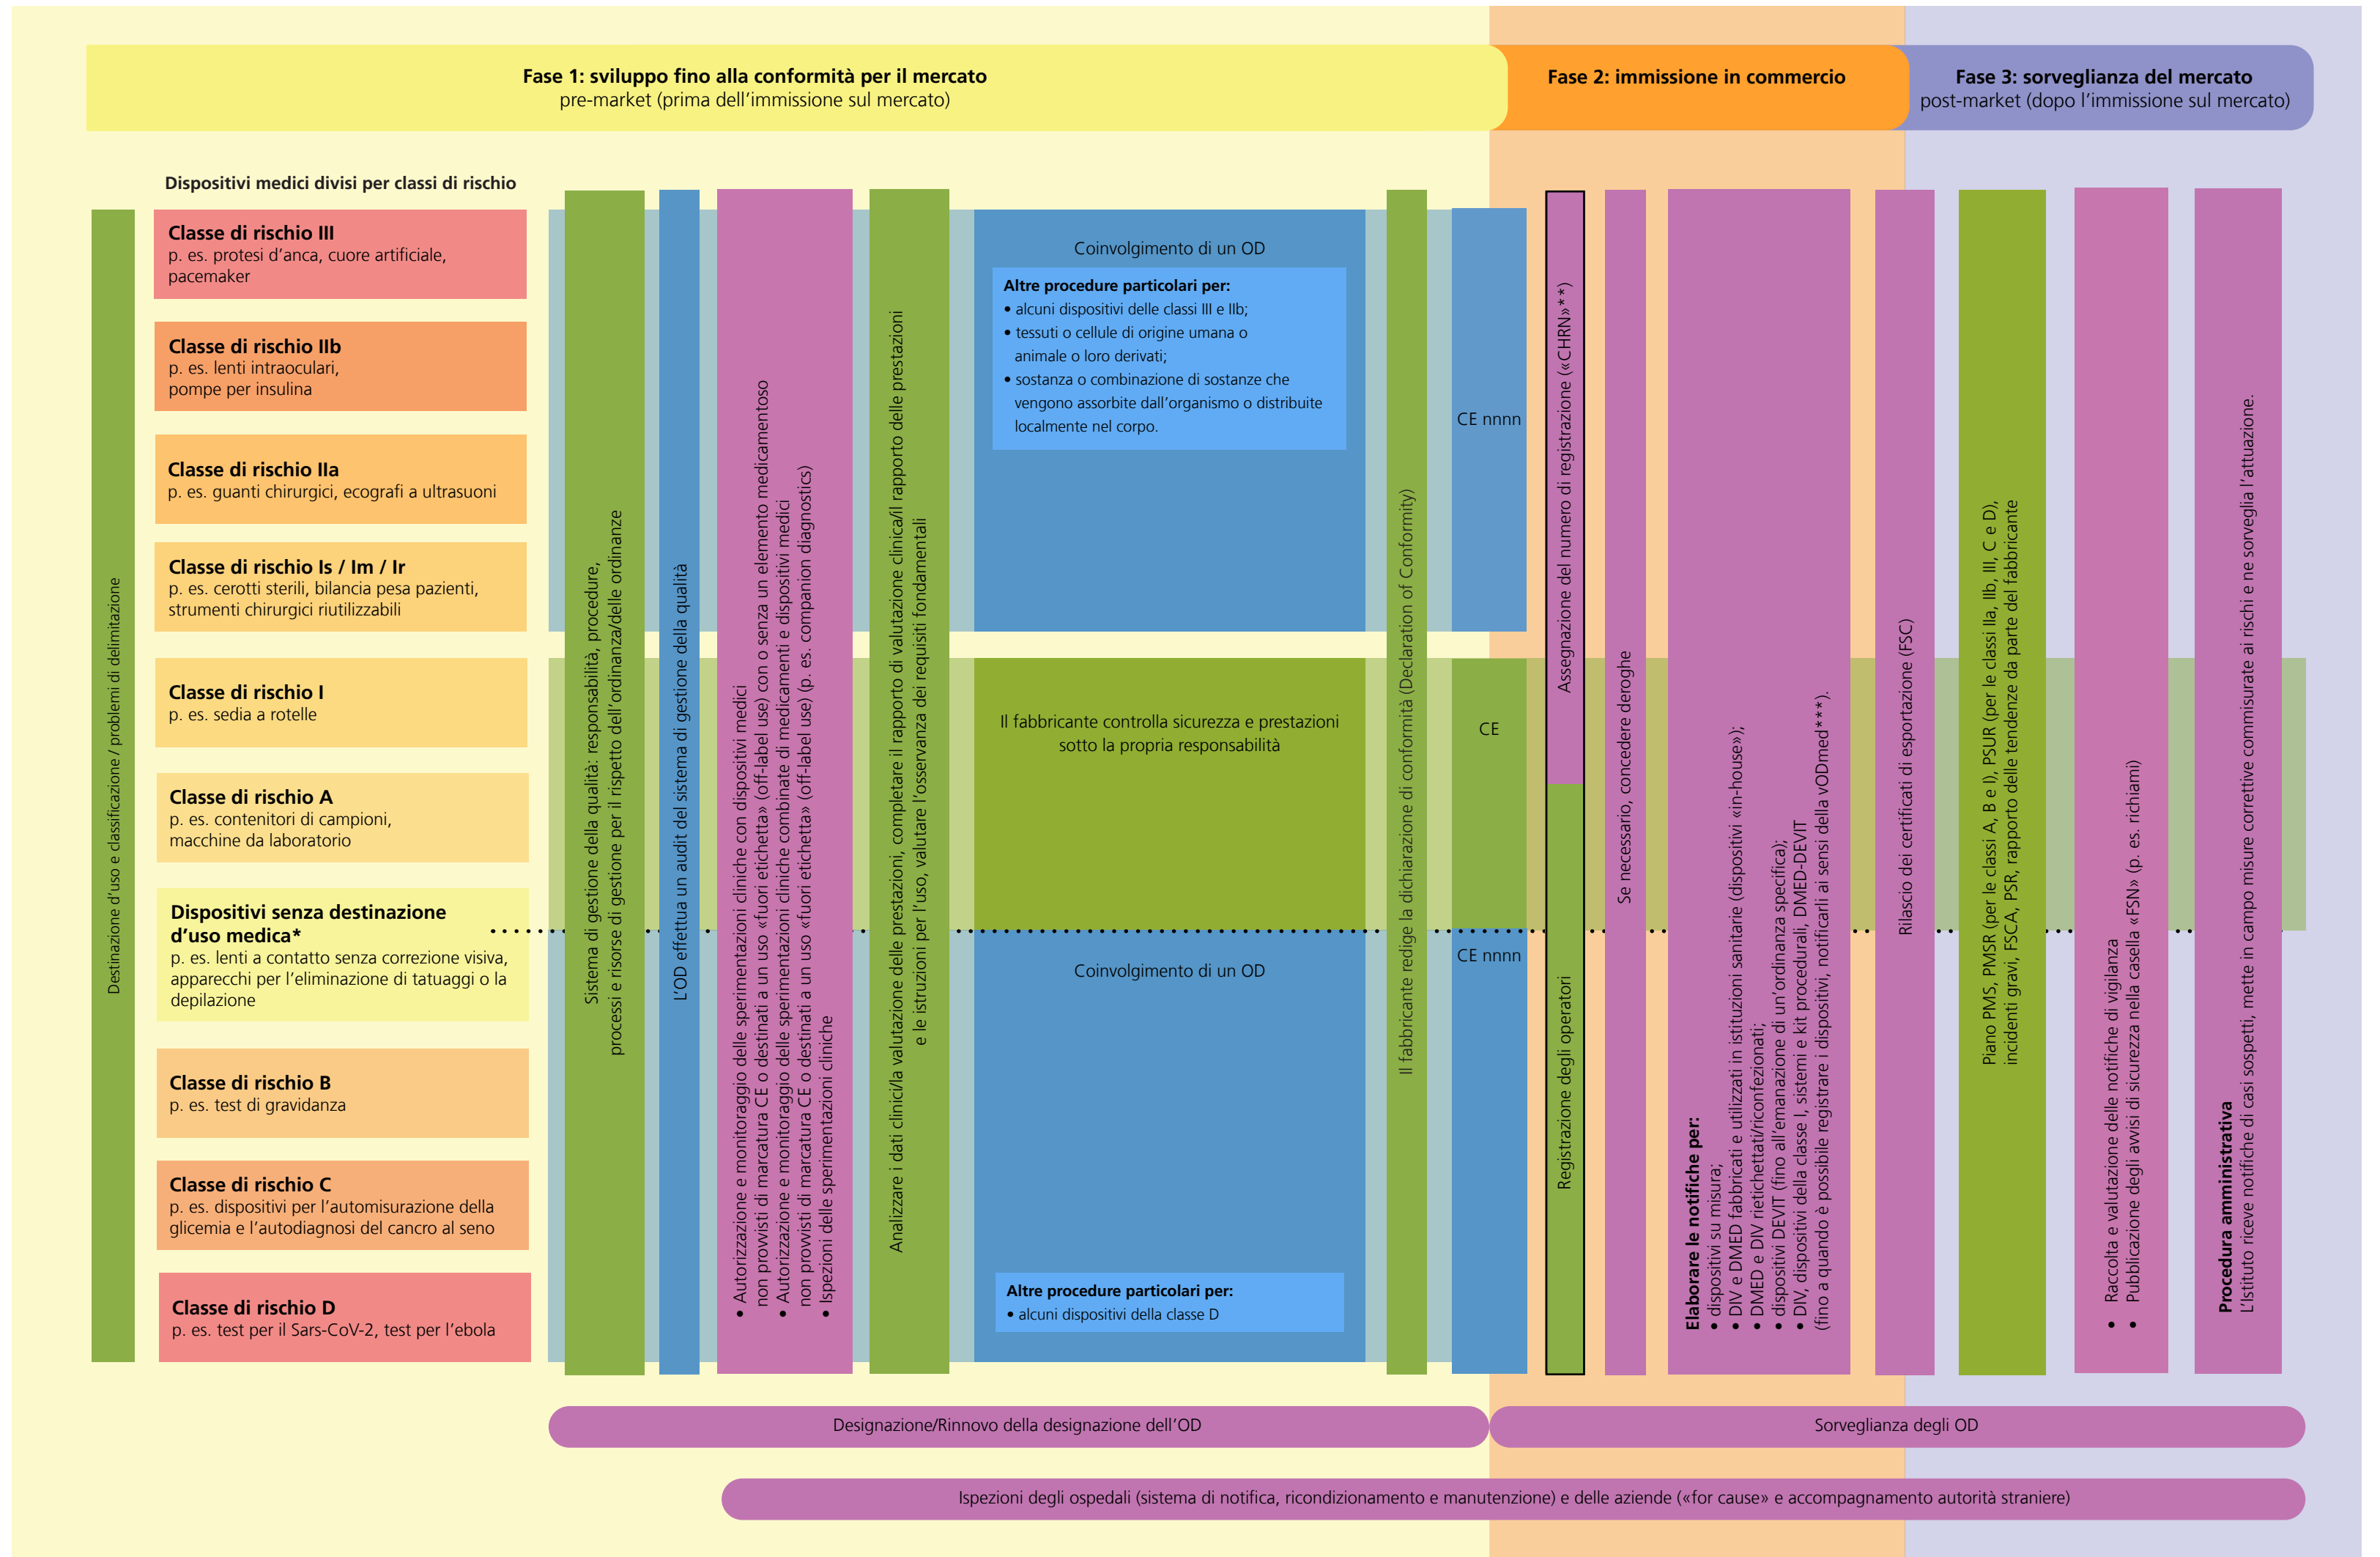 Fase 1: sviluppo fino alla conformità per il mercato
pre-market (prima dell'immissione sul mercato)
Fase 2: immissione in commercio
Fase 3: sorveglianza del mercato
post-market (dopo l'immissione sul mercato)
Dispositivi medici divisi per classi di rischio
Destinazione d'uso e classificazione / problemi di delimitazione
Classe di rischio III
p. es. protesi d'anca, cuore artificiale,
pacemaker
Classe di rischio IIb
p. es. lenti intraoculari,
pompe per insulina
Classe di rischio IIa
p. es. guanti chirurgici, ecografi a ultrasuoni
Classe di rischio Is / Im / Ir
p. es. cerotti sterili, bilancia pesa pazienti,
strumenti chirurgici riutilizzabili
Classe di rischio I
p. es. sedia a rotelle
Classe di rischio A
p. es. contenitori di campioni,
macchine da laboratorio
Dispositivi senza destinazione
d'uso medica*
p. es. lenti a contatto senza correzione visiva,
apparecchi per l'eliminazione di tatuaggi o la
depilazione
Classe di rischio B
p. es. test di gravidanza
Classe di rischio C
p. es. dispositivi per l'automisurazione della
glicemia e l'autodiagnosi del cancro al seno
Classe di rischio D
p. es. test per il Sars-CoV-2, test per l'ebola
Sistema di gestione della qualità: responsabilità, procedure,
processi e risorse di gestione per il rispetto dell'ordinanza/delle ordinanze
L'OD effettua un audit del sistema di gestione della qualità
• Autorizzazione e monitoraggio delle sperimentazioni cliniche con dispositivi medici
non provvisti di marcatura CE o destinati a un uso «fuori etichetta» (off-label use) con o senza un elemento medicamentoso
• Autorizzazione e monitoraggio delle sperimentazioni cliniche combinate di medicamenti e dispositivi medici
non provvisti di marcatura CE o destinati a un uso «fuori etichetta» (off-label use) (p. es. companion diagnostics)
• Ispezioni delle sperimentazioni cliniche
Analizzare i dati clinici/la valutazione delle prestazioni, completare il rapporto di valutazione clinica/il rapporto delle prestazioni
e le istruzioni per l'uso, valutare l'osservanza dei requisiti fondamentali
Coinvolgimento di un OD
Altre procedure particolari per:
• alcuni dispositivi delle classi III e IIb;
• tessuti o cellule di origine umana o
animale o loro derivati;
• sostanza o combinazione di sostanze che
vengono assorbite dall'organismo o distribuite
localmente nel corpo.
Il fabbricante controlla sicurezza e prestazioni
sotto la propria responsabilità
Coinvolgimento di un OD
Altre procedure particolari per:
• alcuni dispositivi della classe D
Il fabbricante redige la dichiarazione di conformità (Declaration of Conformity)
CE nnnn
CE
CE nnnn
Assegnazione del numero di registrazione («CHRN»**)
Registrazione degli operatori
Se necessario, concedere deroghe
Elaborare le notifiche per:
• dispositivi su misura;
• DIV e DMED fabbricati e utilizzati in istituzioni sanitarie (dispositivi «in-house»);
• DMED e DIV rietichettati/riconfezionati;
• dispositivi DEVIT (fino all'emanazione di un'ordinanza specifica);
• DIV, dispositivi della classe I, sistemi e kit procedurali, DMED-DEVIT
(fino a quando è possibile registrare i dispositivi, notificarli ai sensi della vODmed***).
Rilascio dei certificati di esportazione (FSC)
Piano PMS, PMSR (per le classi A, B e I), PSUR (per le classi IIa, IIb, III, C e D),
incidenti gravi, FSCA, PSR, rapporto delle tendenze da parte del fabbricante
• Raccolta e valutazione delle notifiche di vigilanza
• Pubblicazione degli avvisi di sicurezza nella casella «FSN» (p. es. richiami)
Procedura amministrativa
L'Istituto riceve notifiche di casi sospetti, mette in campo misure correttive commisurate ai rischi e ne sorveglia l'attuazione.
Designazione/Rinnovo della designazione dell'OD
Sorveglianza degli OD
Ispezioni degli ospedali (sistema di notifica, ricondizionamento e manutenzione) e delle aziende («for cause» e accompagnamento autorità straniere)